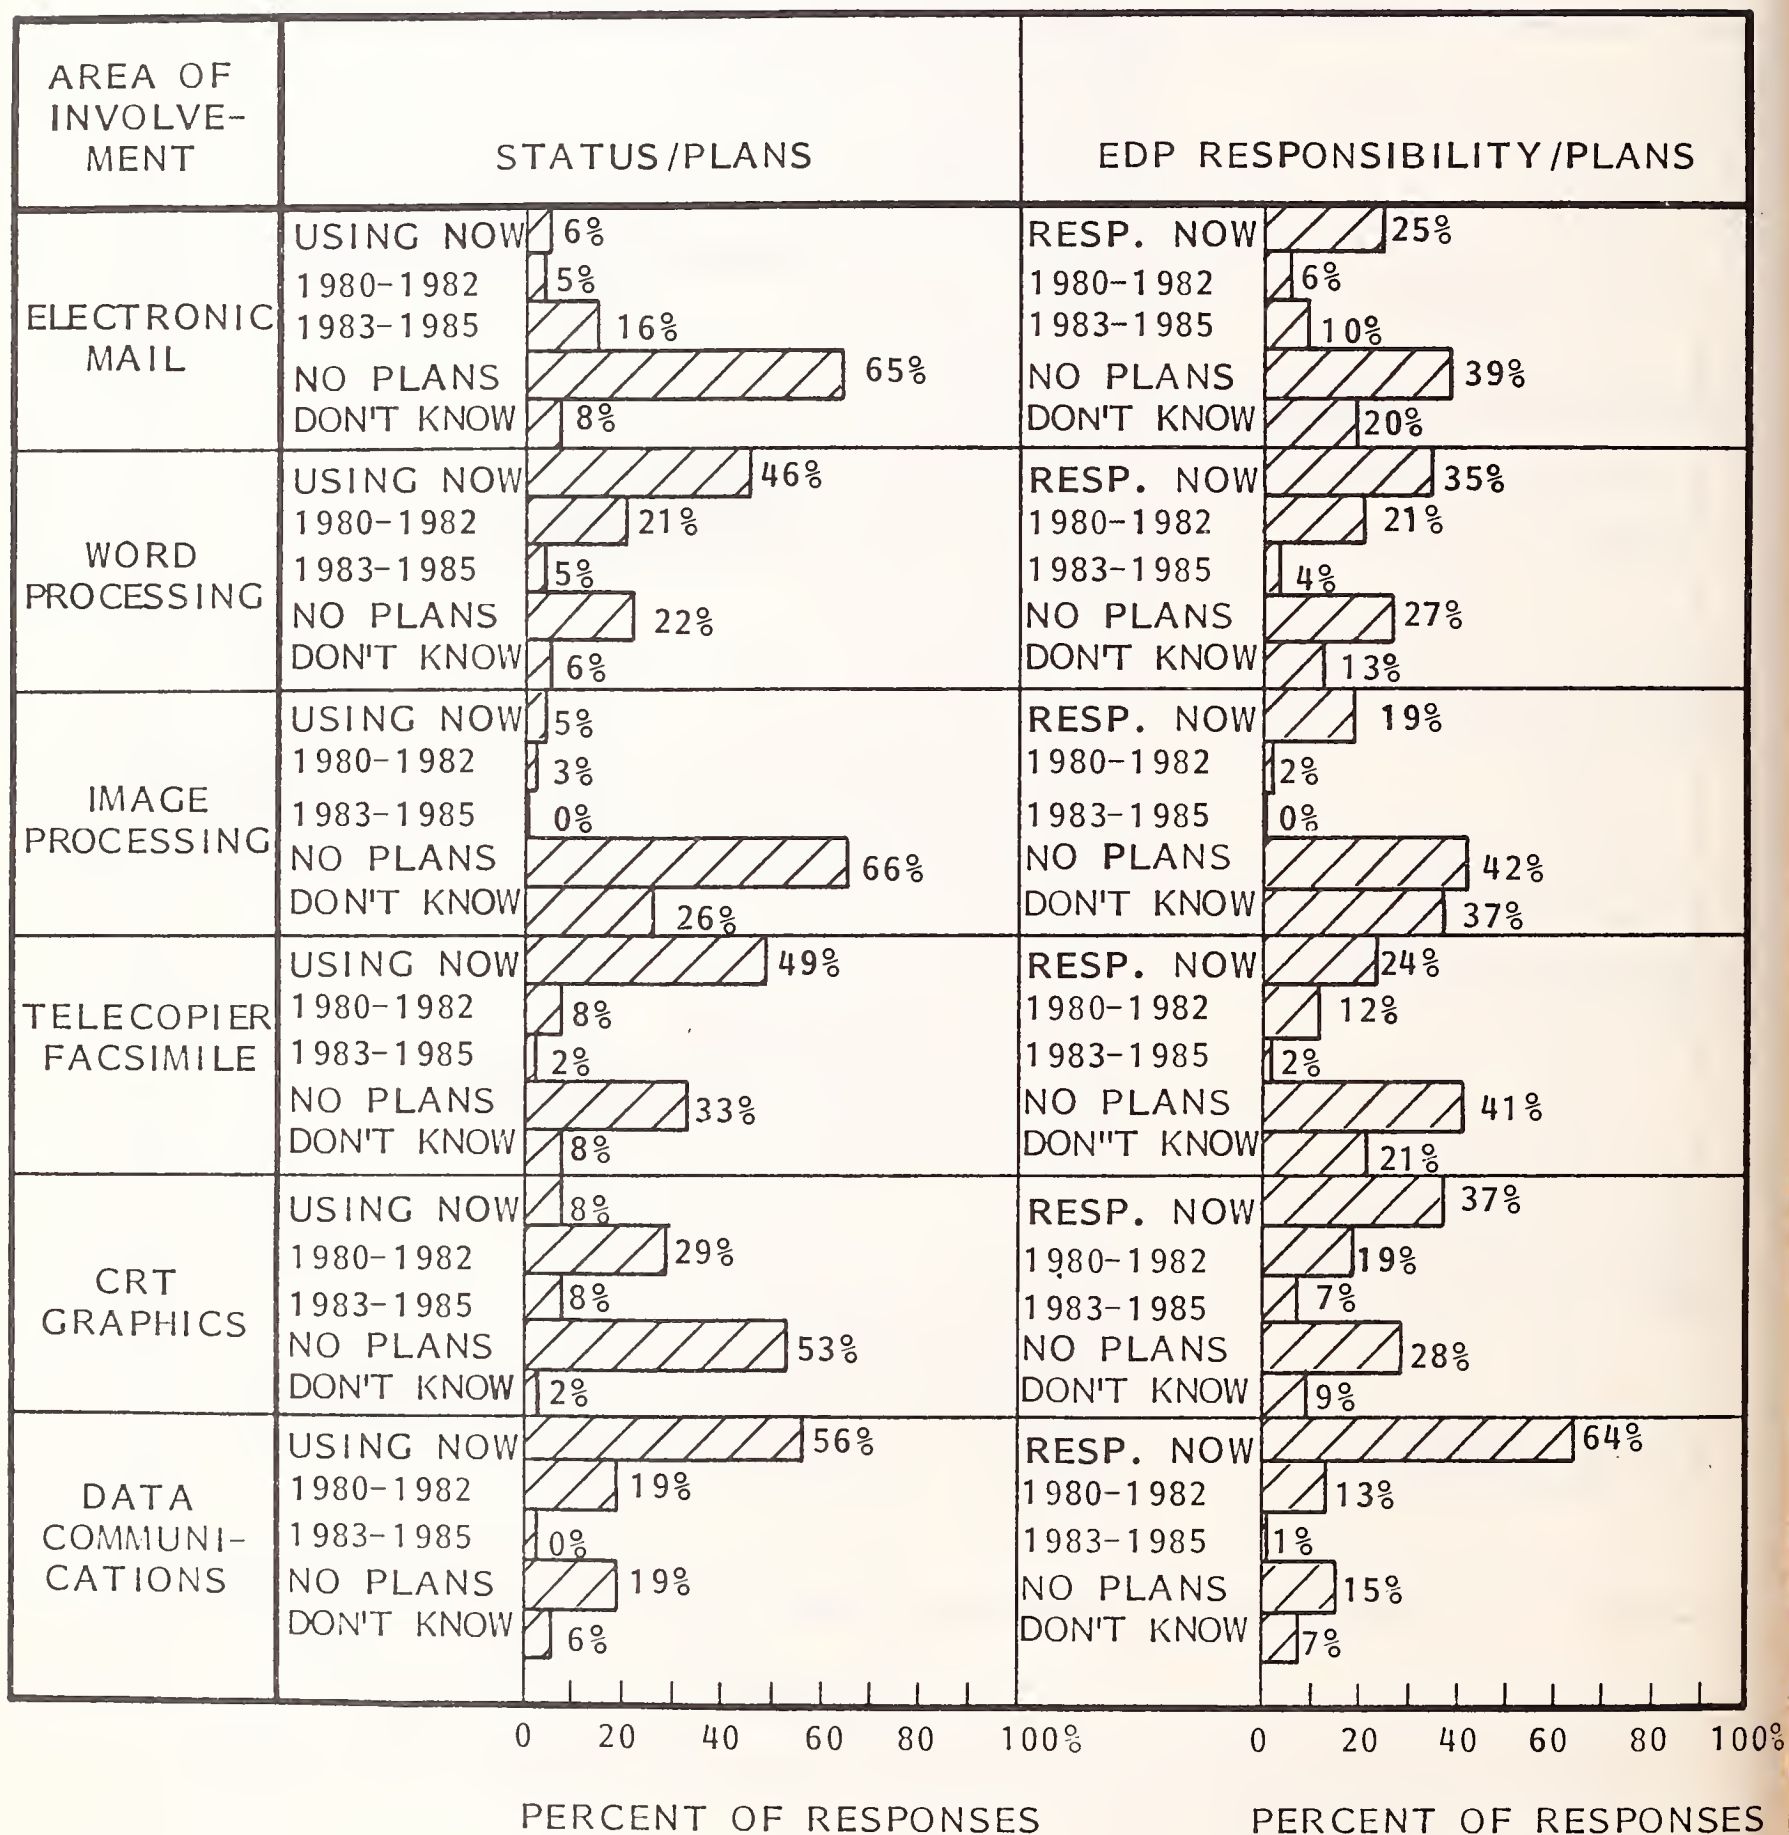 AREA OF
INVOLVE-
MENT
STATUS/PLANS
EDP RESPONSIBILITY/PLANS
ELECTRONIC
MAIL
USING NOW 6%
1980-1982 5%
1983-1985 16%
NO PLANS 65%
DON'T KNOW 8%
RESP. NOW 25%
1980-1982 6%
1983-1985 10%
NO PLANS 39%
DON'T KNOW 20%
WORD
PROCESSING
USING NOW 46%
1980-1982 21%
1983-1985 5%
NO PLANS 22%
DON'T KNOW 6%
RESP. NOW 35%
1980-1982 21%
1983-1985 4%
NO PLANS 27%
DON'T KNOW 13%
IMAGE
PROCESSING
USING NOW 5%
1980-1982 3%
1983-1985 0%
NO PLANS 66%
DON'T KNOW 26%
RESP. NOW 19%
1980-1982 2%
1983-1985 0%
NO PLANS 42%
DON'T KNOW 37%
TELECOPIER
FACSIMILE
USING NOW 49%
1980-1982 8%
1983-1985 2%
NO PLANS 33%
DON'T KNOW 8%
RESP. NOW 24%
1980-1982 12%
1983-1985 2%
NO PLANS 41%
DON"T KNOW 21%
CRT
GRAPHICS
USING NOW 8%
1980-1982 29%
1983-1985 8%
NO PLANS 53%
DON'T KNOW 2%
RESP. NOW 37%
1980-1982 19%
1983-1985 7%
NO PLANS 28%
DON'T KNOW 9%
DATA
COMMUNI-
CATIONS
USING NOW 56%
1980-1982 19%
1983-1985 0%
NO PLANS 19%
DON'T KNOW 6%
RESP. NOW 64%
1980-1982 13%
1983-1985 1%
NO PLANS 15%
DON'T KNOW 7%
0 20 40 60 80 100%
0 20 40 60 80 100%
PERCENT OF RESPONSES
PERCENT OF RESPONSES